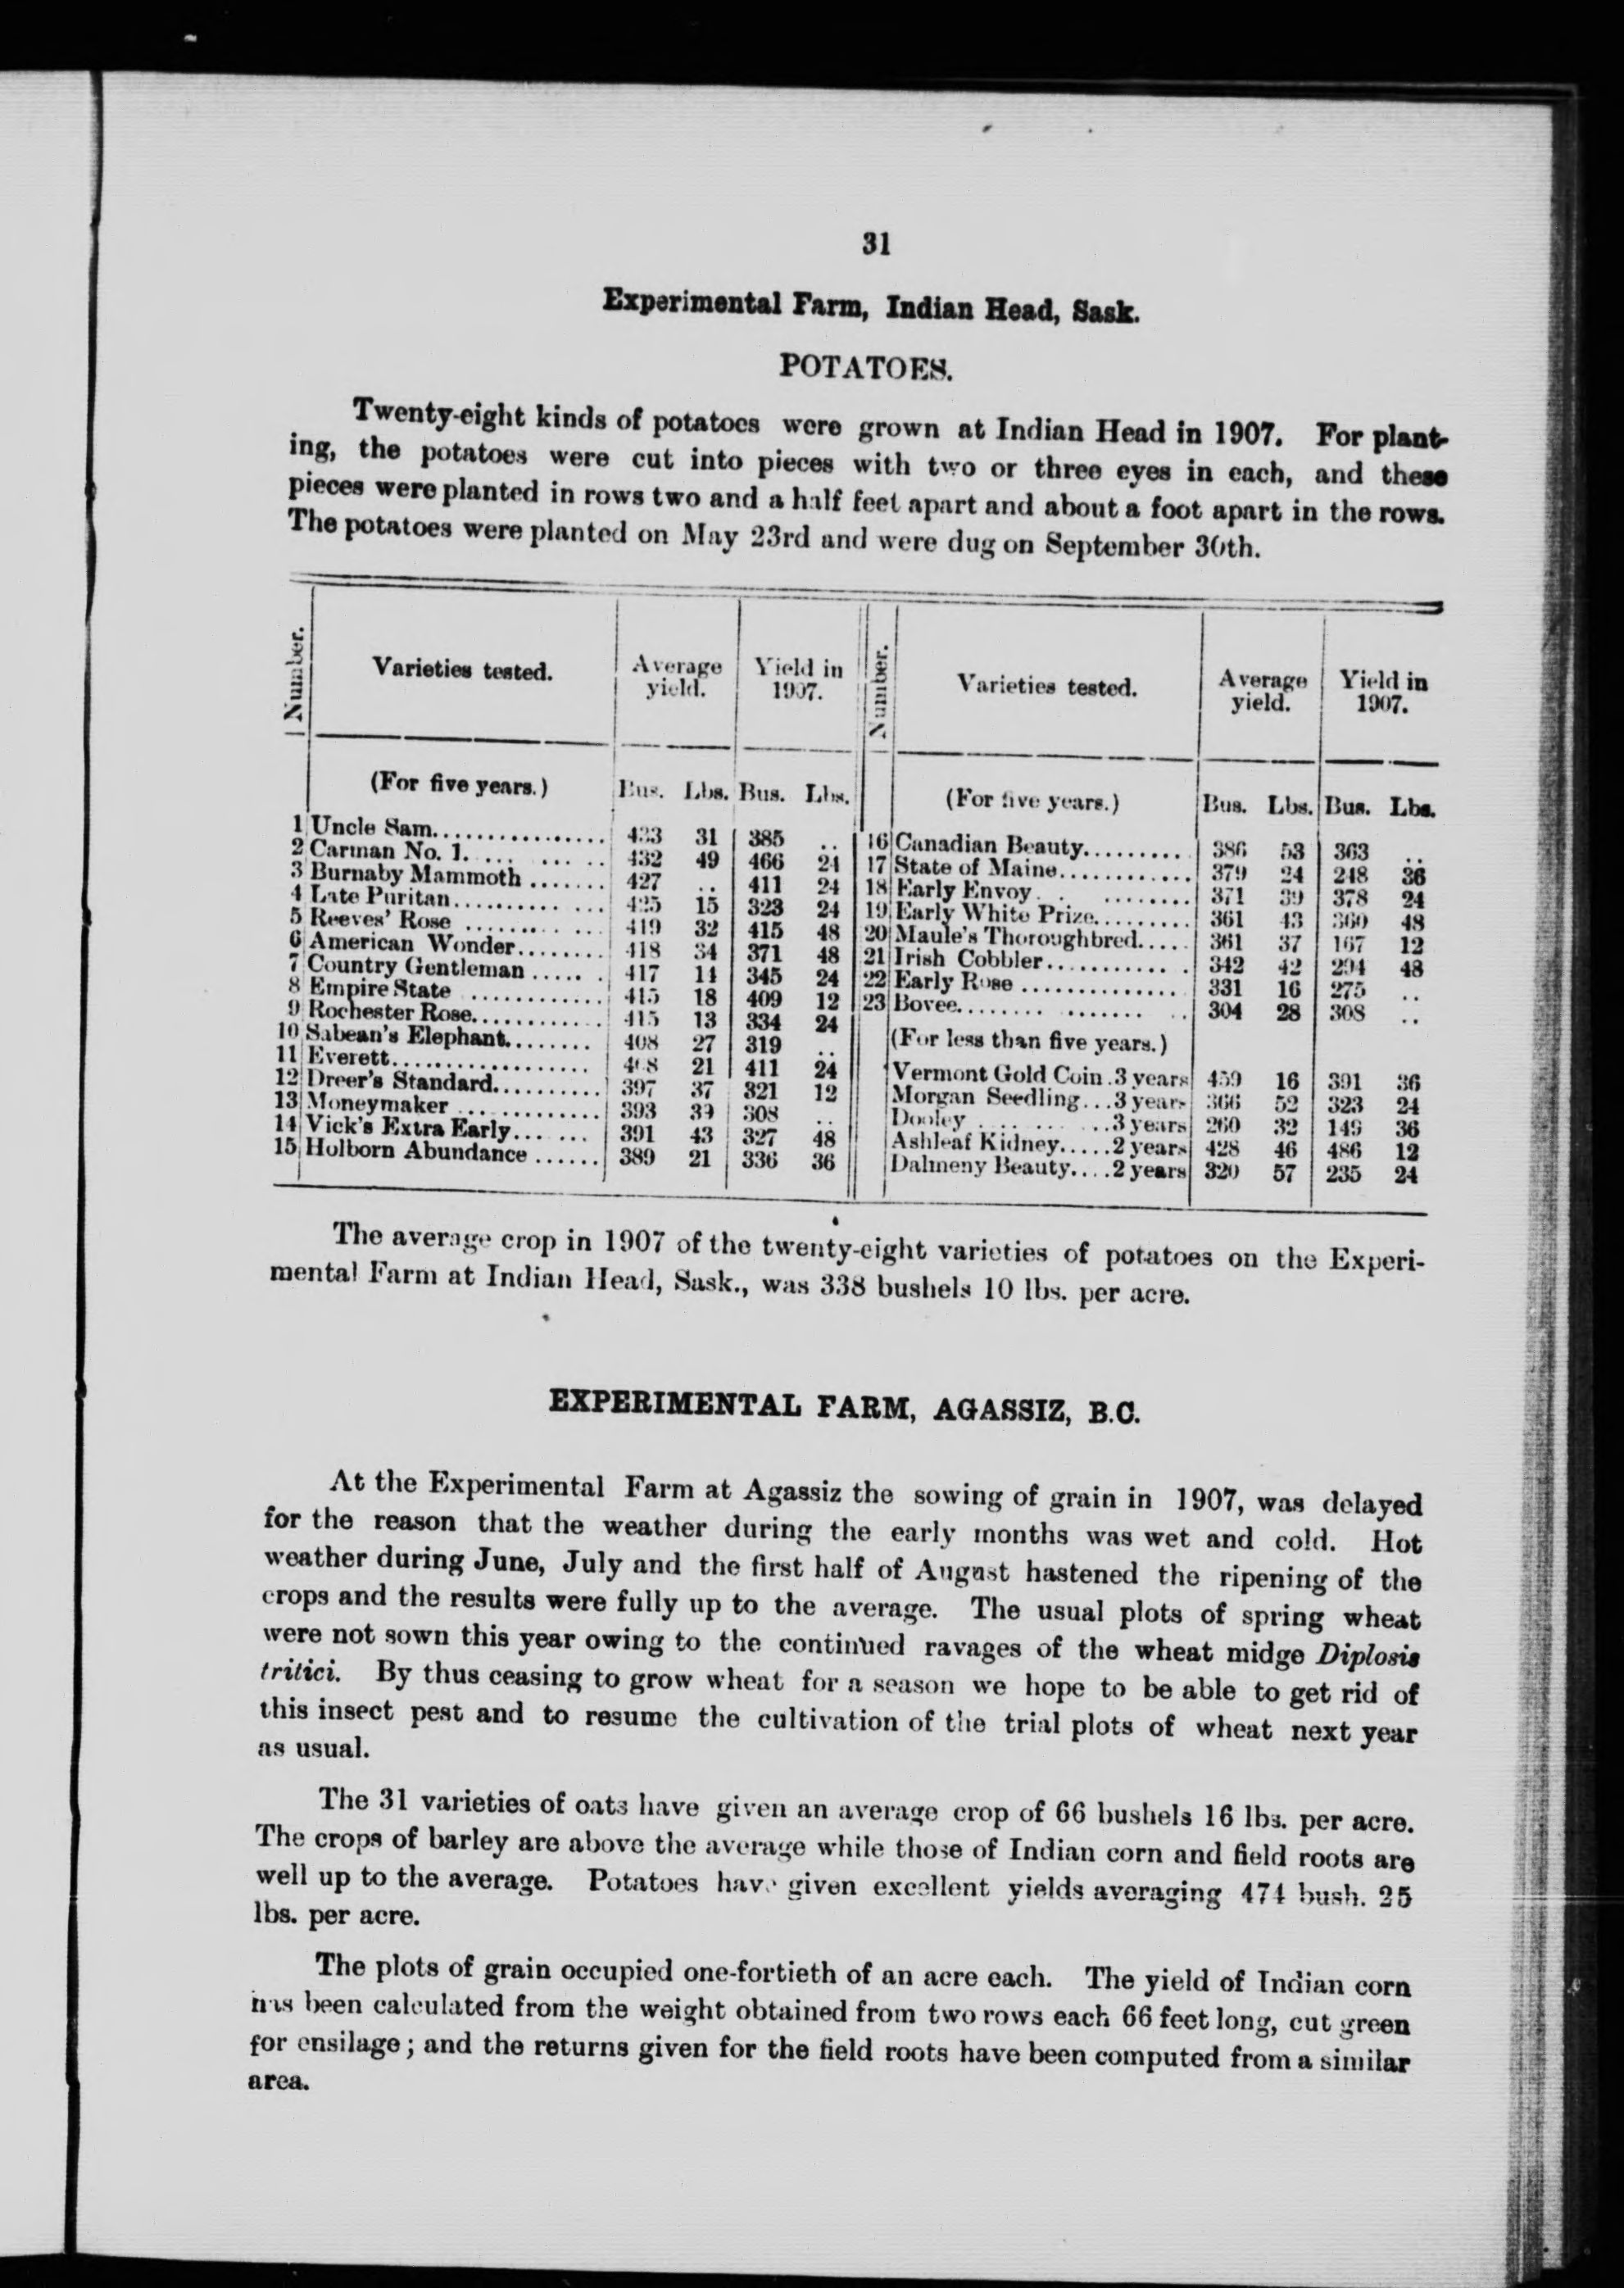 31
Experimental Farm, Indian Head, Sask.
POTATOES.
Twenty-eight kinds of potatoes were grown at Indian Head in 1907. For plant-
ing, the potatoes were cut into pieces with two or three eyes in each, and these
pieces were planted in rows two and a half feet apart and about a foot apart in the rows.
The potatoes were planted on May 23rd and were dug on September 30th.
Number. Varieties tested. Average yield. Yield in 1907. Number. Varieties tested. Average yield. Yield in 1907.
(For five years.) Bus. Lbs. Bus. Lbs. (For five years.) Bus. Lbs. Bus. Lbs.
1 Uncle Sam................ 433 31 385 .. 16 Canadian Beauty.......... 386 53 363 ..
2 Carman No. 1. .... ... .. 432 49 466 24 17 State of Maine............ 379 24 248 36
3 Burnaby Mammoth ....... 427 .. 411 24 18 Early Envoy. . ........ 371 39 378 24
4 Late Puritan.......... ... 425 15 323 24 19 Early White Prize......... 361 43 360 48
5 Reeves' Rose ......... .. 419 32 415 48 20 Maule's Thoroughbred..... 361 37 167 12
6 American Wonder........ 418 34 371 48 21 Irish Cobbler........... . 342 42 294 48
7 Country Gentleman ..... . 417 14 345 24 22 Early Rose .............. 331 16 275 ..
8 Empire State ............ 415 18 409 12 23 Bovee........ ....... .. 304 28 308 ..
9 Rochester Rose............ 415 13 334 24
10 Sabean's Elephant........ 408 27 319 .. (For less than five years.)
11 Everett................... 408 21 411 24 Vermont Gold Coin .3 years 459 16 391 36
12 Dreer's Standard.......... 397 37 321 12 Morgan Seedling...3 years 366 52 323 24
13 Moneymaker ............. 393 39 308 .. Dooley ........ ...3 years 260 32 149 36
14 Vick's Extra Early...... ... 391 43 327 48 Ashleaf Kidney.....2 years 428 46 486 12
15 Holborn Abundance ...... 389 21 336 36 Dalmeny Beauty....2 years 320 57 235 24
The average crop in 1907 of the twenty-eight varieties of potatoes on the Experi-
mental Farm at Indian Head, Sask., was 338 bushels 10 lbs. per acre.
EXPERIMENTAL FARM, AGASSIZ, B.C.
At the Experimental Farm at Agassiz the sowing of grain in 1907, was delayed
for the reason that the weather during the early months was wet and cold. Hot
weather during June, July and the first half of August hastened the ripening of the
crops and the results were fully up to the average. The usual plots of spring wheat
were not sown this year owing to the continued ravages of the wheat midge Diplosis
tritici. By thus ceasing to grow wheat for a season we hope to be able to get rid of
this insect pest and to resume the cultivation of the trial plots of wheat next year
as usual.
The 31 varieties of oats have given an average crop of 66 bushels 16 lbs. per acre.
The crops of barley are above the average while those of Indian corn and field roots are
well up to the average. Potatoes have given excellent yields averaging 474 bush. 25
lbs. per acre.
The plots of grain occupied one-fortieth of an acre each. The yield of Indian corn
has been calculated from the weight obtained from two rows each 66 feet long, cut green
for ensilage; and the returns given for the field roots have been computed from a similar
area.